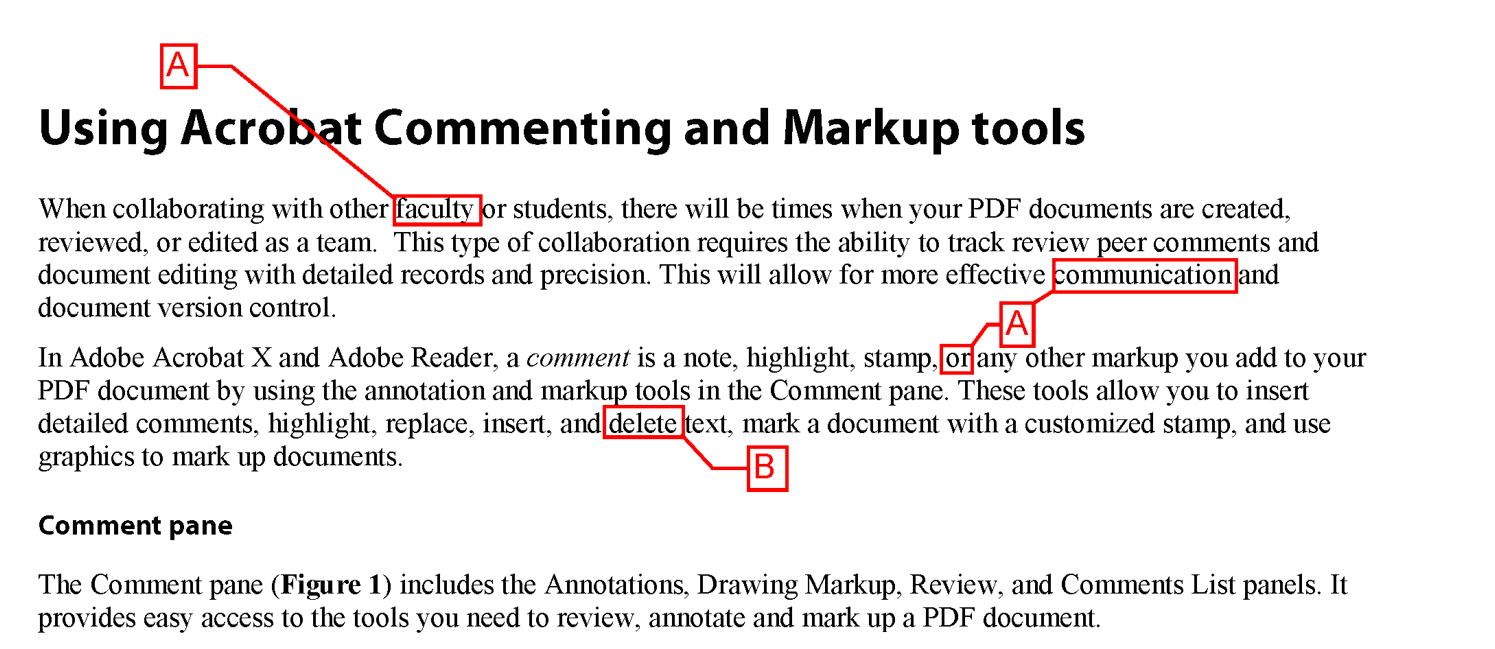 A
Using Acrobat Commenting and Markup tools
When collaborating with other faculty or students, there will be times when your PDF documents are created,
reviewed, or edited as a team.  This type of collaboration requires the ability to track review peer comments and
document editing with detailed records and precision. This will allow for more effective communication and
document version control.
A
In Adobe Acrobat X and Adobe Reader, a comment is a note, highlight, stamp, or any other markup you add to your
PDF document by using the annotation and markup tools in the Comment pane. These tools allow you to insert
detailed comments, highlight, replace, insert, and delete text, mark a document with a customized stamp, and use
graphics to mark up documents.
B
Comment pane
The Comment pane (Figure 1) includes the Annotations, Drawing Markup, Review, and Comments List panels. It
provides easy access to the tools you need to review, annotate and mark up a PDF document.